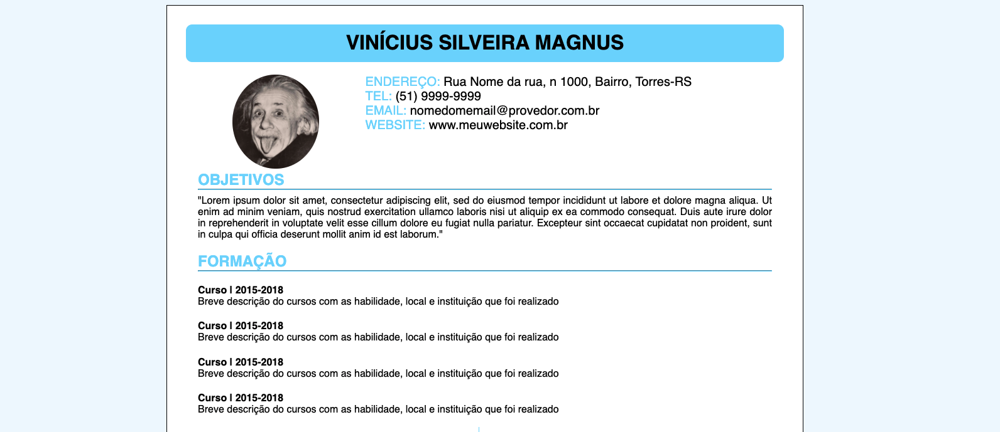 VINÍCIUS SILVEIRA MAGNUS
ENDEREÇO: Rua Nome da rua, n 1000, Bairro, Torres-RS
TEL: (51) 9999-9999
EMAIL: nomedomemail@provedor.com.br
WEBSITE: www.meuwebsite.com.br
OBJETIVOS
"Lorem ipsum dolor sit amet, consectetur adipiscing elit, sed do eiusmod tempor incididunt ut labore et dolore magna aliqua. Ut
enim ad minim veniam, quis nostrud exercitation ullamco laboris nisi ut aliquip ex ea commodo consequat. Duis aute irure dolor
in reprehenderit in voluptate velit esse cillum dolore eu fugiat nulla pariatur. Excepteur sint occaecat cupidatat non proident, sunt
in culpa qui officia deserunt mollit anim id est laborum."
FORMAÇÃO
Curso | 2015-2018
Breve descrição do cursos com as habilidade, local e instituição que foi realizado
Curso | 2015-2018
Breve descrição do cursos com as habilidade, local e instituição que foi realizado
Curso | 2015-2018
Breve descrição do cursos com as habilidade, local e instituição que foi realizado
Curso | 2015-2018
Breve descrição do cursos com as habilidade, local e instituição que foi realizado